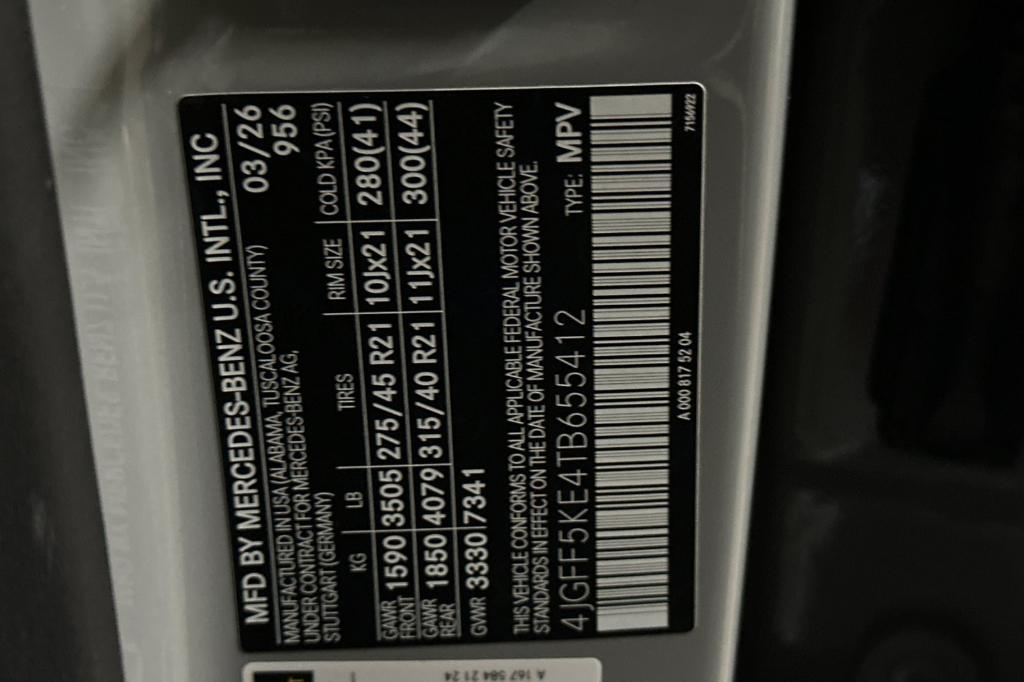 MFD BY MERCEDES-BENZ U.S. INTL., INC
MANUFACTURED IN USA (ALABAMA, TUSCALOOSA COUNTY) 03/26
UNDER CONTRACT FOR MERCEDES-BENZ AG, 956
STUTTGART (GERMANY)
KG LB TIRES RIM SIZE COLD KPA (PSI)
GAWR FRONT 1590 3505 275/45 R21 10Jx21 280(41)
GAWR REAR 1850 4079 315/40 R21 11Jx21 300(44)
GVWR 3330 7341
THIS VEHICLE CONFORMS TO ALL APPLICABLE FEDERAL MOTOR VEHICLE SAFETY
STANDARDS IN EFFECT ON THE DATE OF MANUFACTURE SHOWN ABOVE.
4JGFF5KE4TB655412 TYPE: MPV
A 000 817 52 04 7156922
A 167 584 21 24